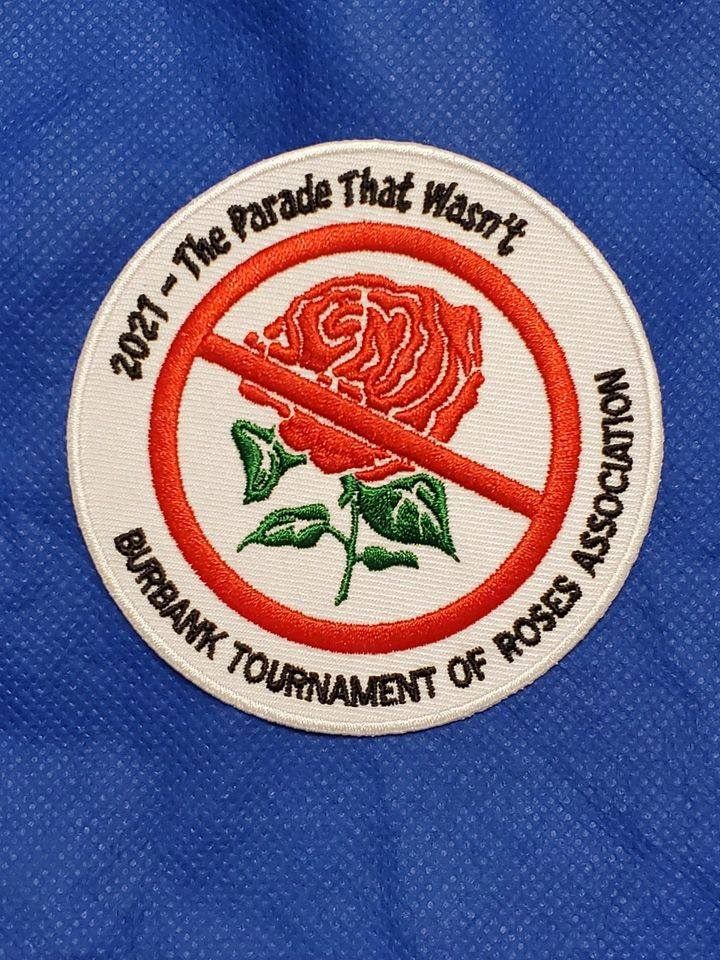 2021 - The Parade That Wasn't
BURBANK TOURNAMENT OF ROSES ASSOCIATION